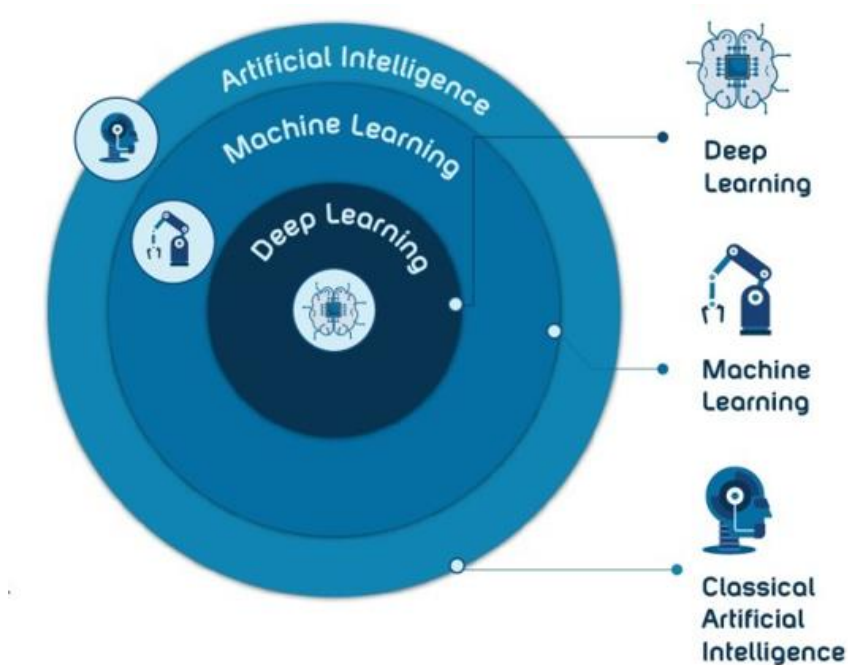 Artificial Intelligence
Machine Learning
Deep Learning
Deep
Learning
Machine
Learning
Classical
Artificial
Intelligence